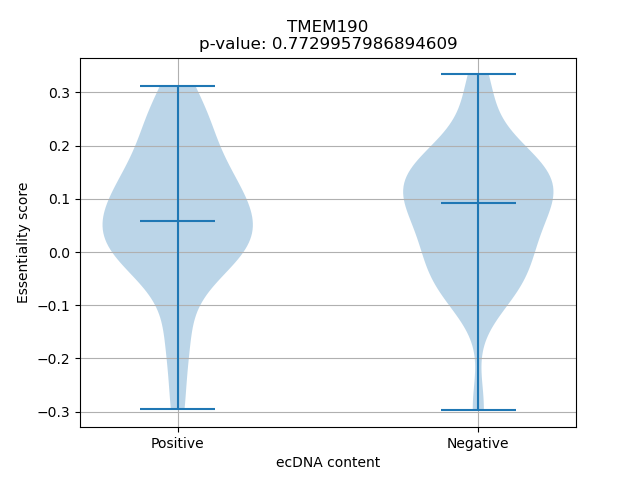 TMEM190
p-value: 0.7729957986894609
Essentiality score
0.3
0.2
0.1
0.0
−0.1
−0.2
−0.3
Positive
Negative
ecDNA content